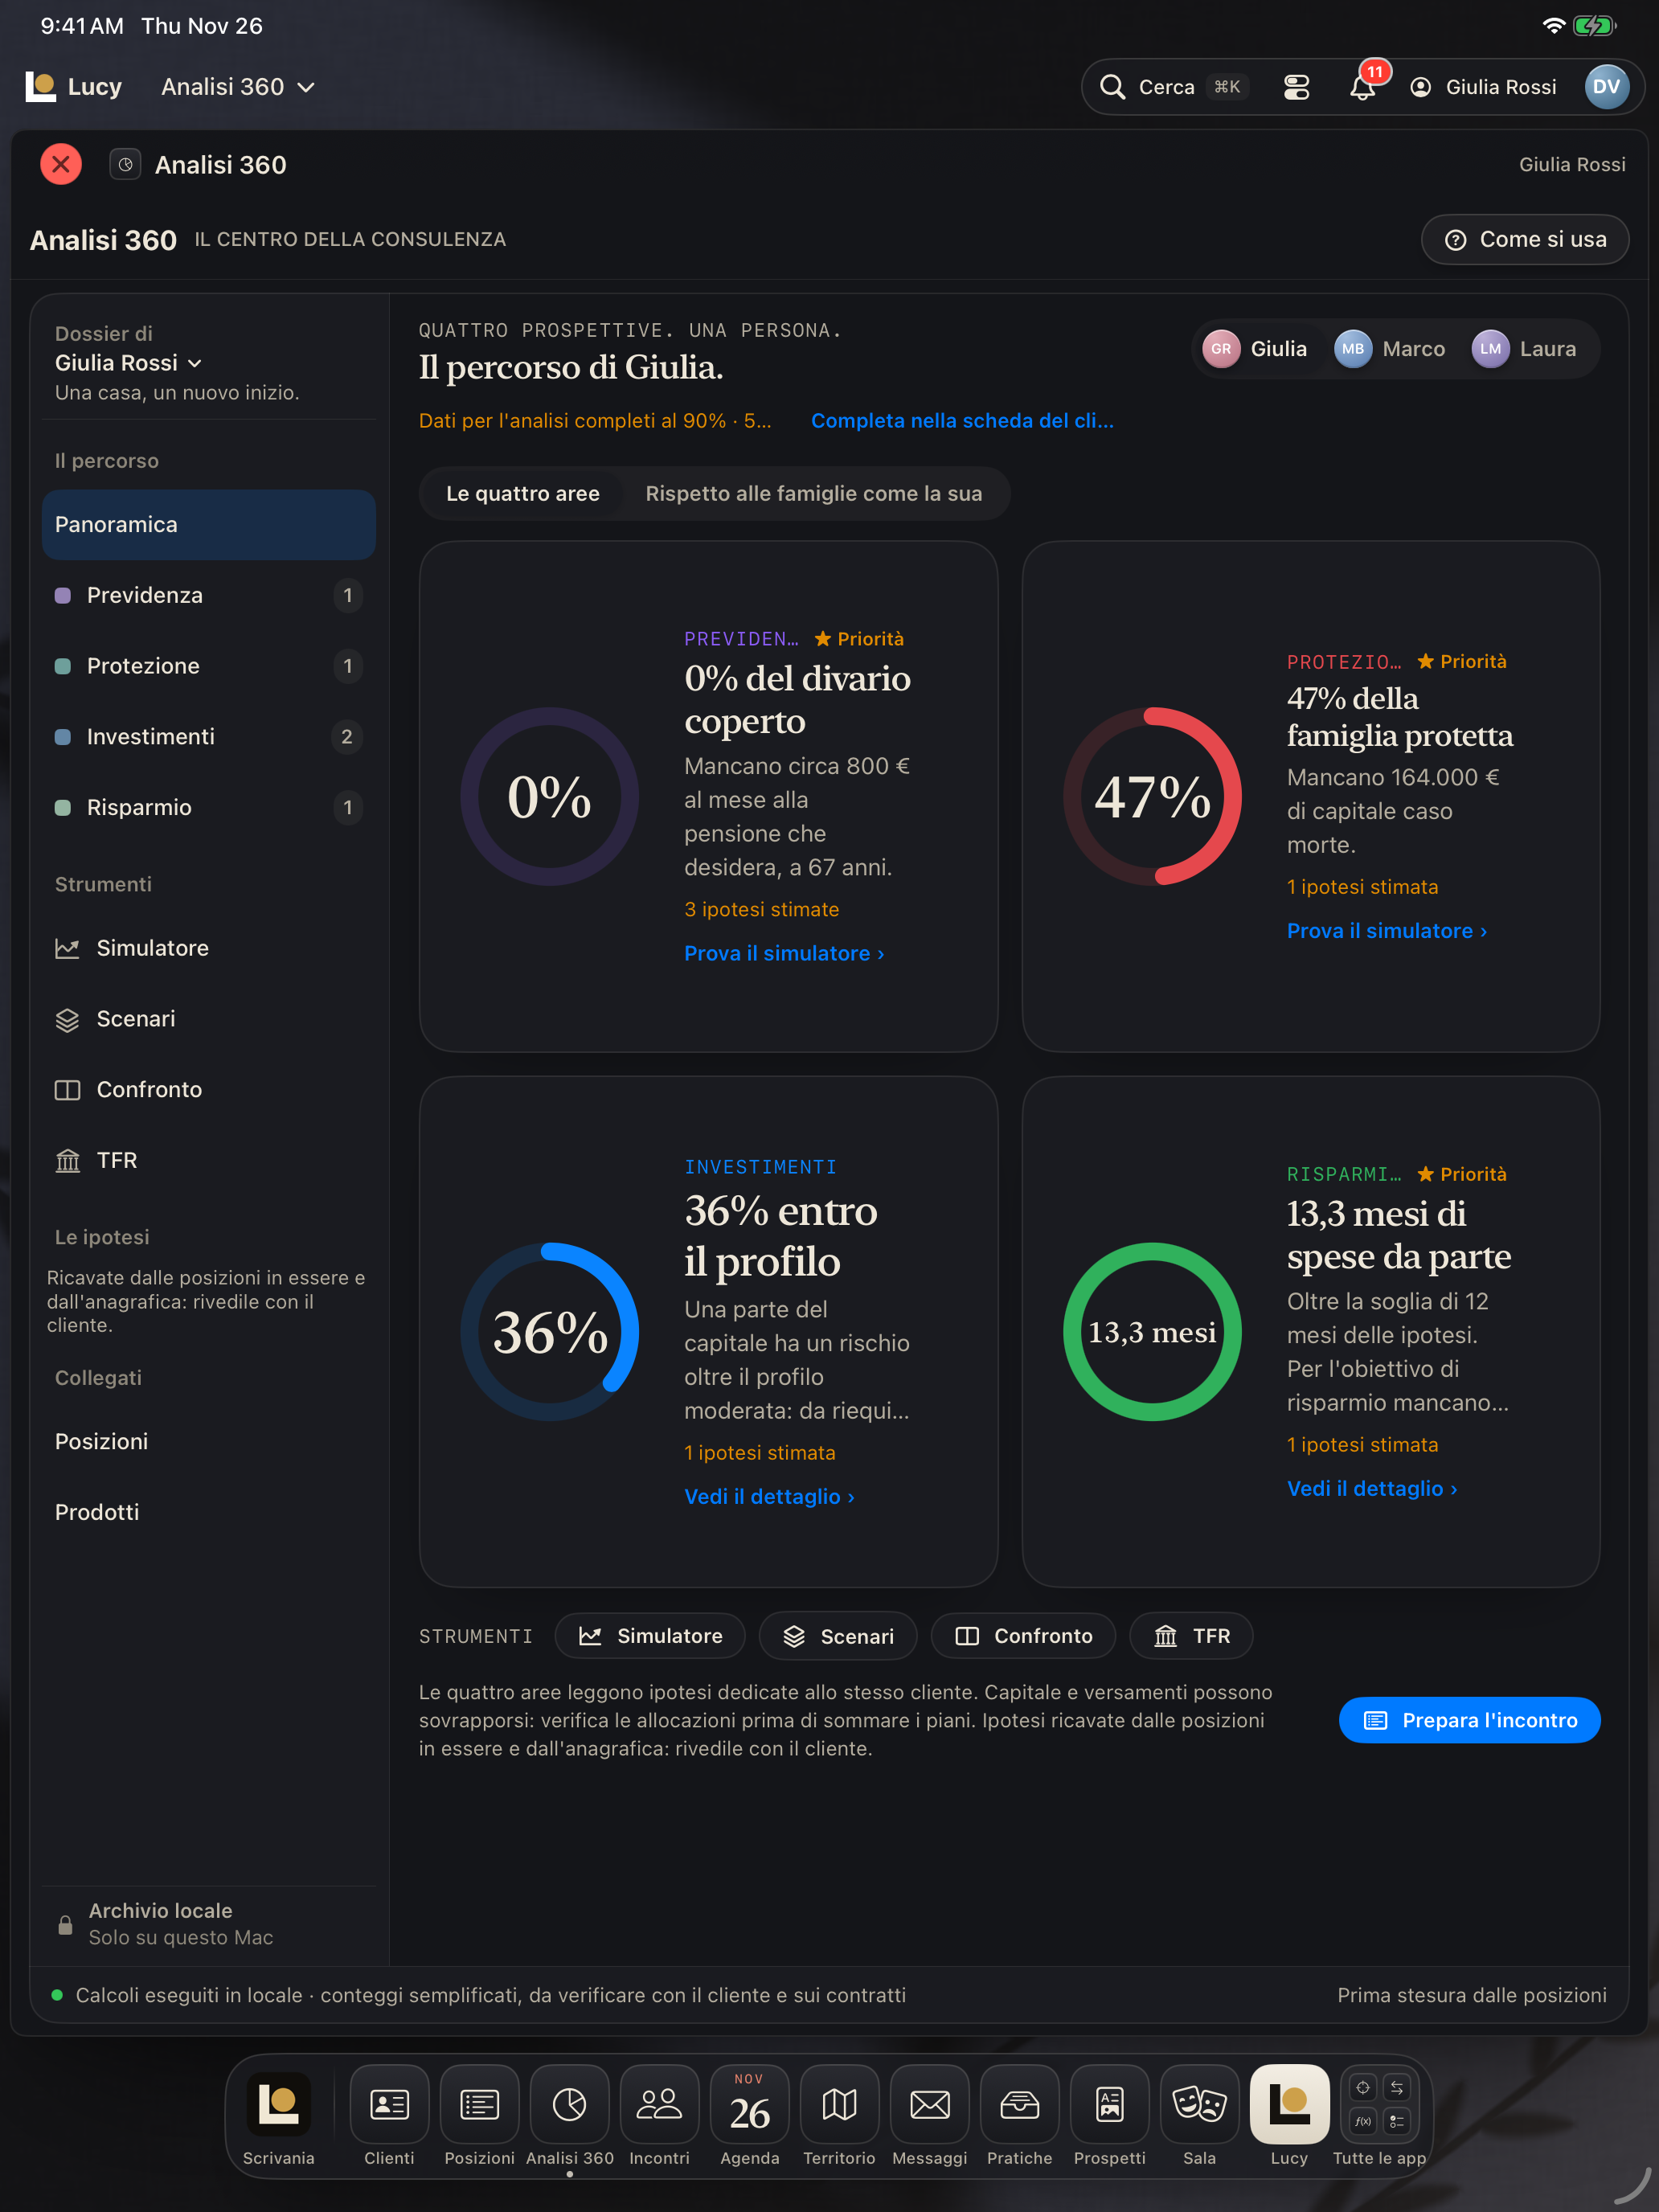 9:41 AM Thu Nov 26
Lucy
Analisi 360
Cerca ⌘K
11
Giulia Rossi
DV
Analisi 360
Giulia Rossi
Analisi 360 IL CENTRO DELLA CONSULENZA
Come si usa
Dossier di
Giulia Rossi
Una casa, un nuovo inizio.
Il percorso
Panoramica
Previdenza 1
Protezione 1
Investimenti 2
Risparmio 1
Strumenti
Simulatore
Scenari
Confronto
TFR
Le ipotesi
Ricavate dalle posizioni in essere e
dall'anagrafica: rivedile con il
cliente.
Collegati
Posizioni
Prodotti
Archivio locale
Solo su questo Mac
QUATTRO PROSPETTIVE. UNA PERSONA.
Il percorso di Giulia.
GR Giulia MB Marco LM Laura
Dati per l'analisi completi al 90% · 5…
Completa nella scheda del cli…
Le quattro aree
Rispetto alle famiglie come la sua
0%
PREVIDEN… ★ Priorità
0% del divario
coperto
Mancano circa 800 €
al mese alla
pensione che
desidera, a 67 anni.
3 ipotesi stimate
Prova il simulatore ›
47%
PROTEZIO… ★ Priorità
47% della
famiglia protetta
Mancano 164.000 €
di capitale caso
morte.
1 ipotesi stimata
Prova il simulatore ›
36%
INVESTIMENTI
36% entro
il profilo
Una parte del
capitale ha un rischio
oltre il profilo
moderata: da riequi…
1 ipotesi stimata
Vedi il dettaglio ›
13,3 mesi
RISPARMI… ★ Priorità
13,3 mesi di
spese da parte
Oltre la soglia di 12
mesi delle ipotesi.
Per l'obiettivo di
risparmio mancano…
1 ipotesi stimata
Vedi il dettaglio ›
STRUMENTI
Simulatore
Scenari
Confronto
TFR
Le quattro aree leggono ipotesi dedicate allo stesso cliente. Capitale e versamenti possono
sovrapporsi: verifica le allocazioni prima di sommare i piani. Ipotesi ricavate dalle posizioni
in essere e dall'anagrafica: rivedile con il cliente.
Prepara l'incontro
Calcoli eseguiti in locale · conteggi semplificati, da verificare con il cliente e sui contratti
Prima stesura dalle posizioni
Scrivania
Clienti
Posizioni
Analisi 360
Incontri
NOV
26
Agenda
Territorio
Messaggi
Pratiche
Prospetti
Sala
Lucy
f(x)
Tutte le app